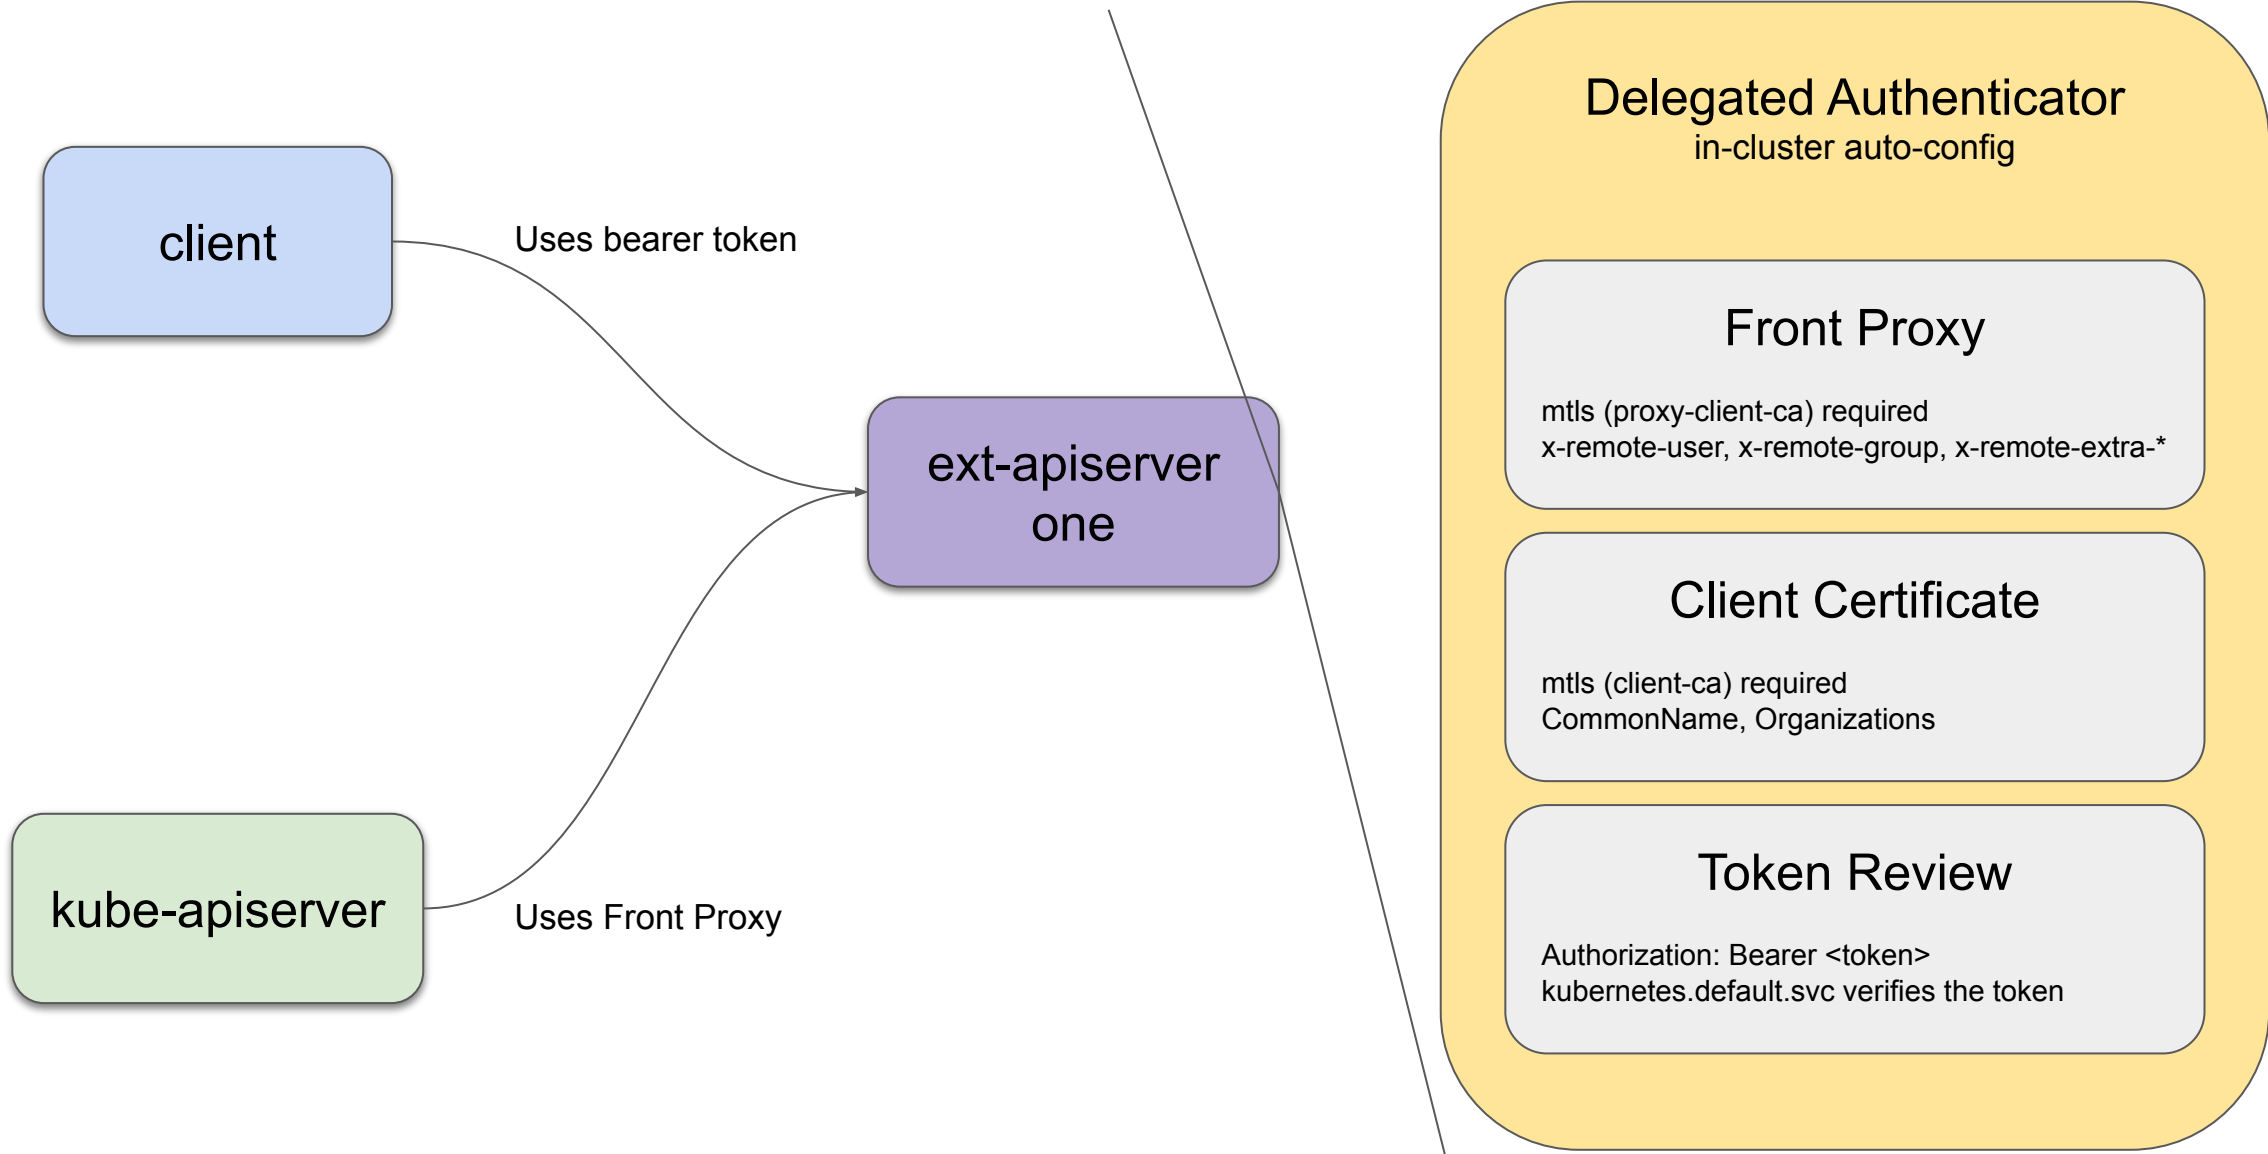 client
Uses bearer token
ext-apiserver
one
kube-apiserver
Uses Front Proxy
Delegated Authenticator
in-cluster auto-config
Front Proxy
mtls (proxy-client-ca) required
x-remote-user, x-remote-group, x-remote-extra-*
Client Certificate
mtls (client-ca) required
CommonName, Organizations
Token Review
Authorization: Bearer <token>
kubernetes.default.svc verifies the token